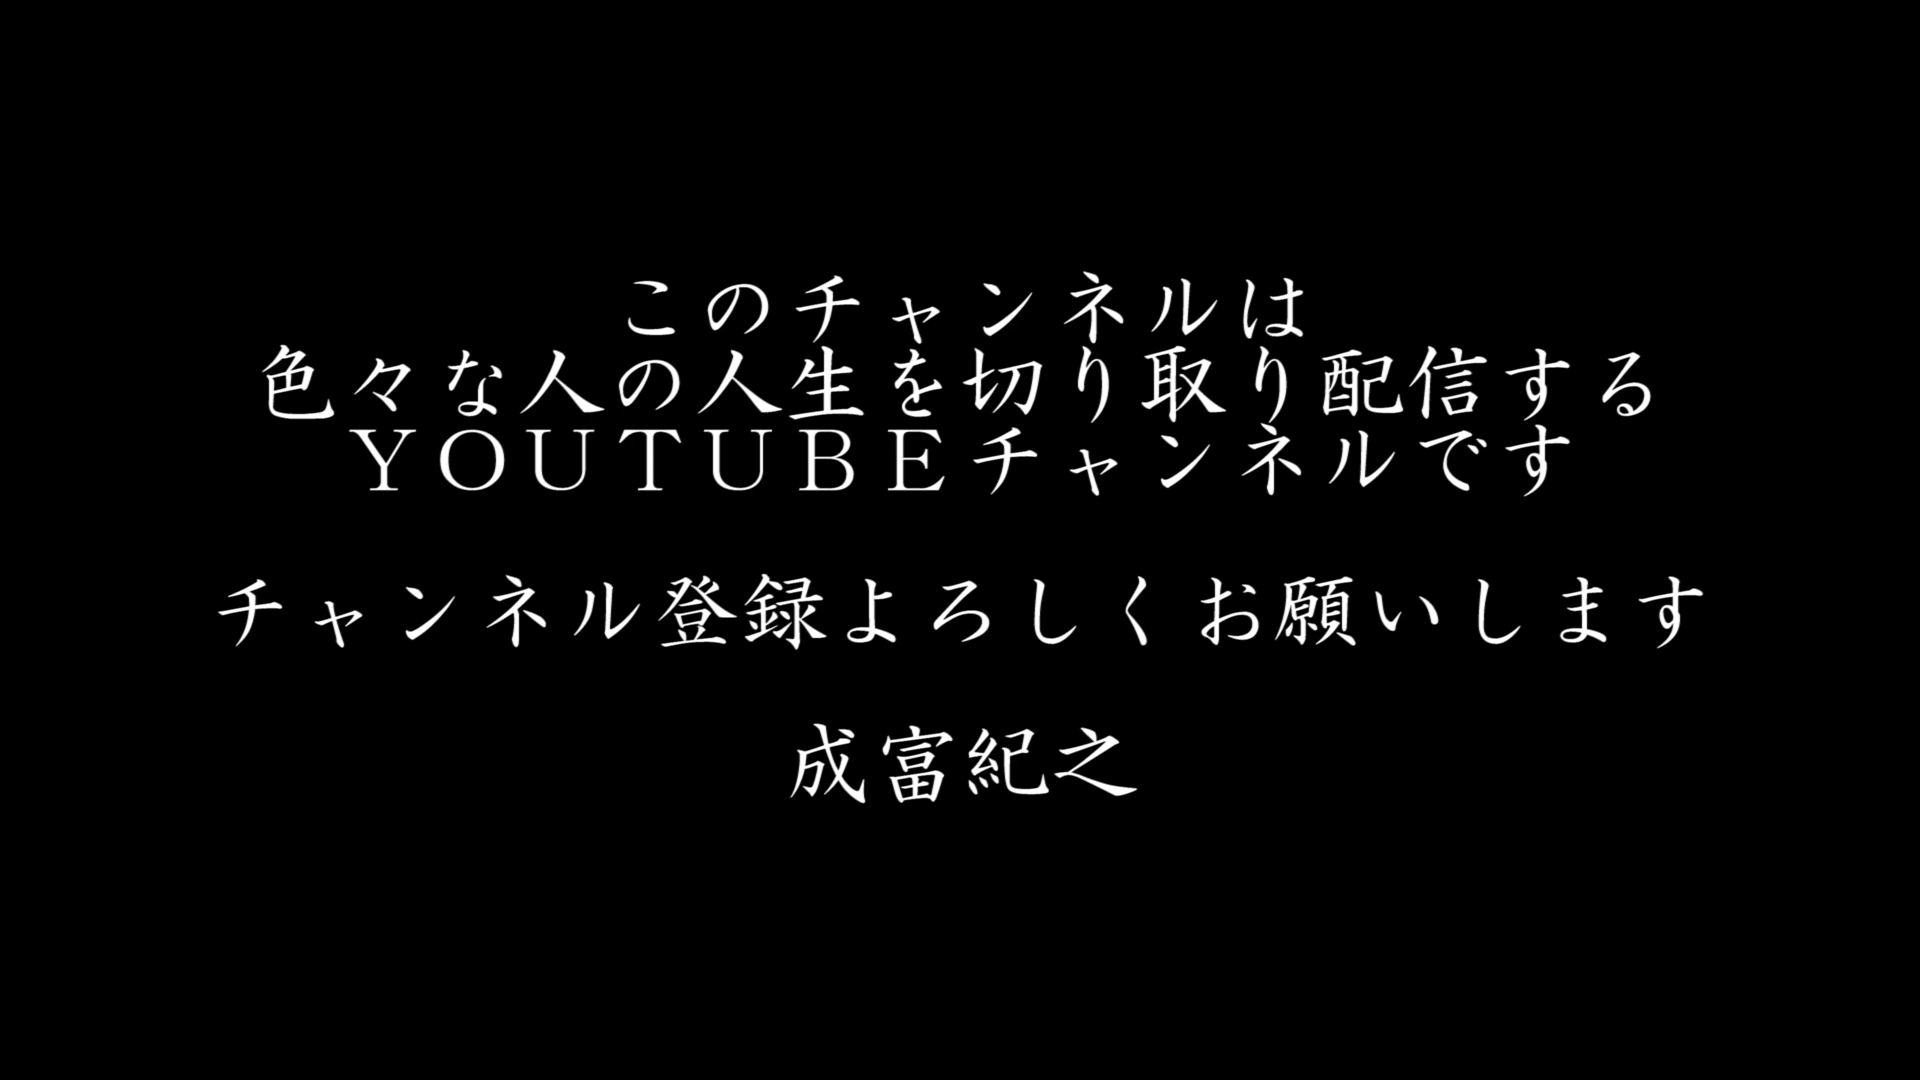 このチャンネルは
色々な人の人生を切り取り配信する
ＹＯＵＴＵＢＥチャンネルです
チャンネル登録よろしくお願いします
成富紀之